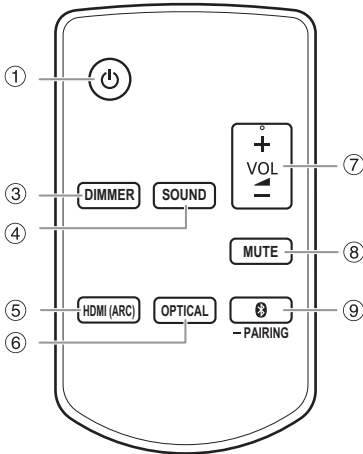 ①
+
VOL
−
⑦
③
DIMMER
SOUND
④
MUTE
⑧
⑤
HDMI (ARC)
OPTICAL
⑨
⑥
– PAIRING